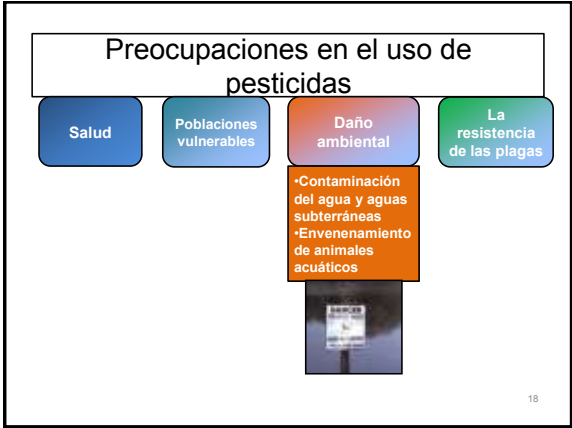 Preocupaciones en el uso de
pesticidas
Salud
Poblaciones
vulnerables
Daño
ambiental
La
resistencia
de las plagas
•Contaminación
del agua y aguas
subterráneas
•Envenenamiento
de animales
acuáticos
DANGER
18